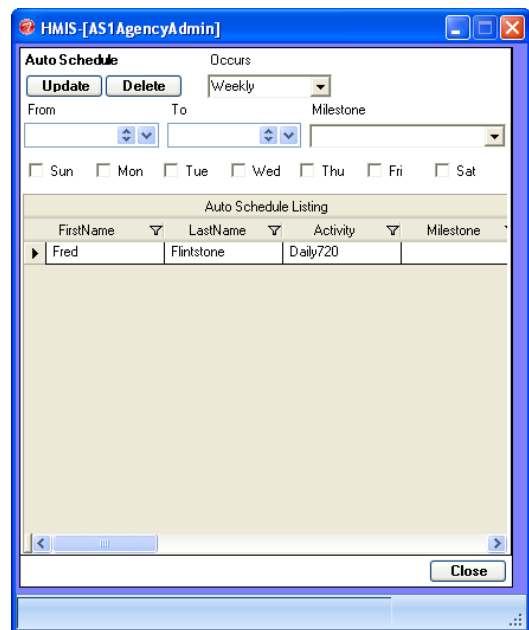 HMIS-[AS1AgencyAdmin]
Auto Schedule Occurs
Update Delete Weekly
From To Milestone
Sun Mon Tue Wed Thu Fri Sat
Auto Schedule Listing
FirstName LastName Activity Milestone
Fred Flintstone Daily720
Close